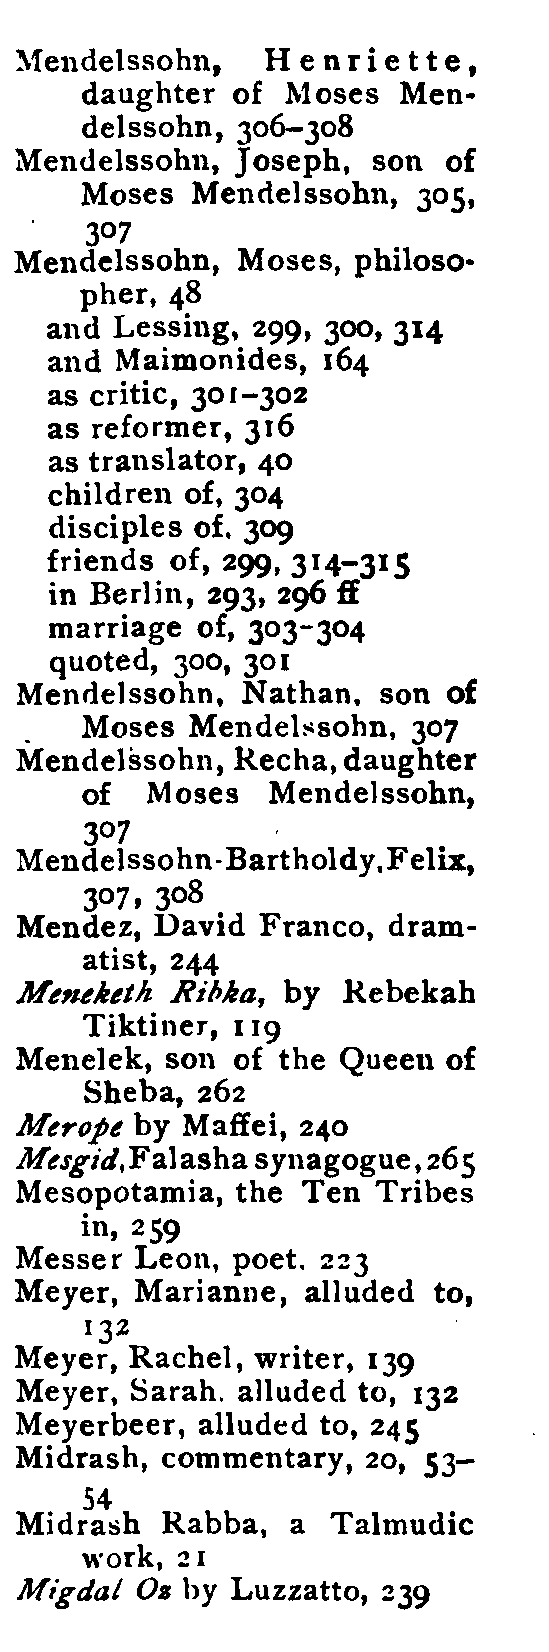 Mendelssohn, Henriette,
daughter of Moses Men-
delssohn, 306–308
Mendelssohn, Joseph, son of
Moses Mendelssohn, 305,
307
Mendelssohn, Moses, philoso-
pher, 48
and Lessing, 299, 300, 314
and Maimonides, 164
as critic, 301–302
as reformer, 316
as translator, 40
children of, 304
disciples of, 309
friends of, 299, 314–315
in Berlin, 293, 296 ff
marriage of, 303–304
quoted, 300, 301
Mendelssohn, Nathan, son of
Moses Mendelssohn, 307
Mendelssohn, Recha, daughter
of Moses Mendelssohn,
307
Mendelssohn-Bartholdy, Felix,
307, 308
Mendez, David Franco, dram-
atist, 244
Meneketh Ribka, by Rebekah
Tiktiner, 119
Menelek, son of the Queen of
Sheba, 262
Merope by Maffei, 240
Mesgid, Falasha synagogue, 265
Mesopotamia, the Ten Tribes
in, 259
Messer Leon, poet, 223
Meyer, Marianne, alluded to,
132
Meyer, Rachel, writer, 139
Meyer, Sarah, alluded to, 132
Meyerbeer, alluded to, 245
Midrash, commentary, 20, 53–
54
Midrash Rabba, a Talmudic
work, 21
Migdal Oz by Luzzatto, 239